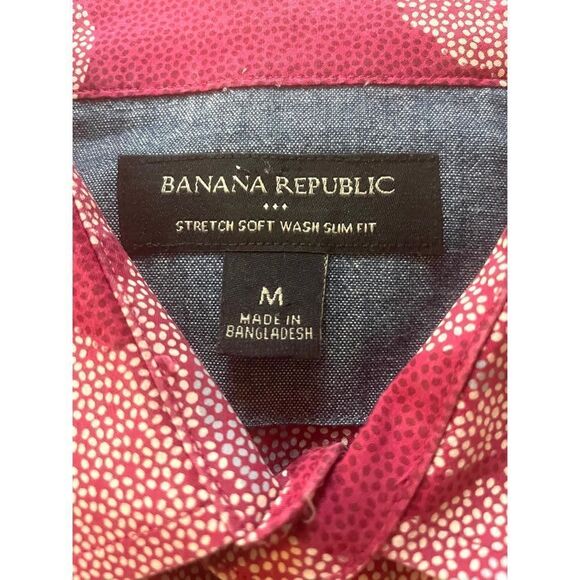 BANANA REPUBLIC
STRETCH SOFT WASH SLIM FIT
M
MADE IN
BANGLADESH